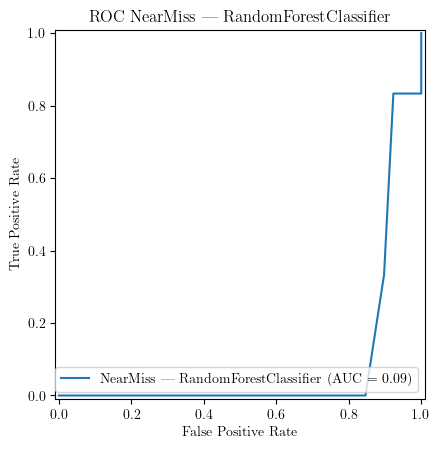 ROC NearMiss — RandomForestClassifier
1.0
0.8
0.6
0.4
0.2
0.0
True Positive Rate
NearMiss — RandomForestClassifier (AUC = 0.09)
0.0 0.2 0.4 0.6 0.8 1.0
False Positive Rate